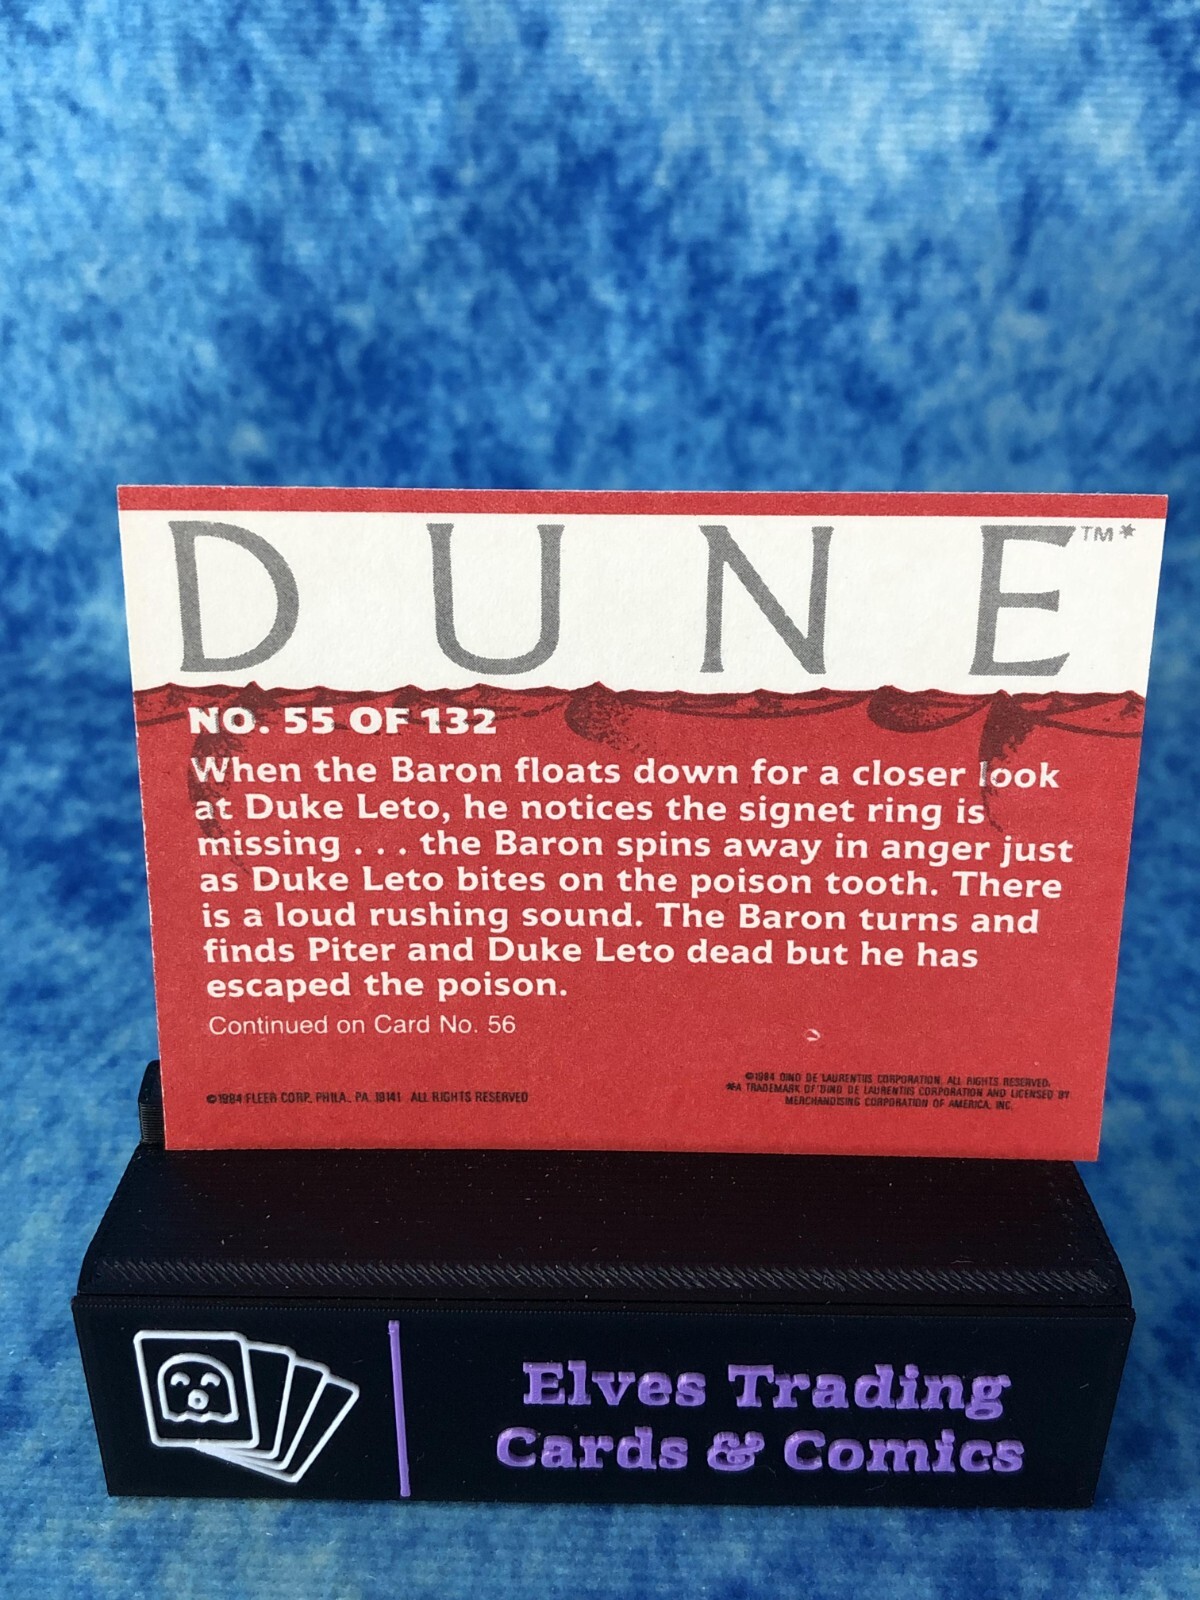 DUNE™*
NO. 55 OF 132
When the Baron floats down for a closer look
at Duke Leto, he notices the signet ring is
missing . . . the Baron spins away in anger just
as Duke Leto bites on the poison tooth. There
is a loud rushing sound. The Baron turns and
finds Piter and Duke Leto dead but he has
escaped the poison.
Continued on Card No. 56
©1984 FLEER CORP. PHILA., PA. 19141 ALL RIGHTS RESERVED
©1984 DINO DE LAURENTIIS CORPORATION. ALL RIGHTS RESERVED.
*A TRADEMARK OF DINO DE LAURENTIIS CORPORATION AND LICENSED BY
MERCHANDISING CORPORATION OF AMERICA, INC.
Elves Trading
Cards & Comics